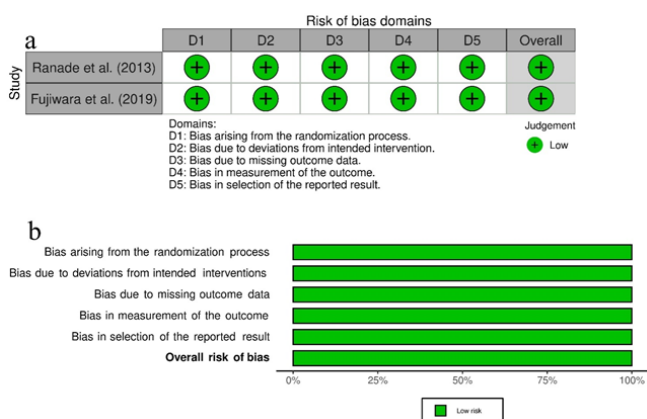 a
Risk of bias domains
D1 D2 D3 D4 D5 Overall
Study
Ranade et al. (2013) + + + + + +
Fujiwara et al. (2019) + + + + + +
Domains:
D1: Bias arising from the randomization process.
D2: Bias due to deviations from intended intervention.
D3: Bias due to missing outcome data.
D4: Bias in measurement of the outcome.
D5: Bias in selection of the reported result.
Judgement
+ Low
b
Bias arising from the randomization process
Bias due to deviations from intended interventions
Bias due to missing outcome data
Bias in measurement of the outcome
Bias in selection of the reported result
Overall risk of bias
0% 25% 50% 75% 100%
Low risk